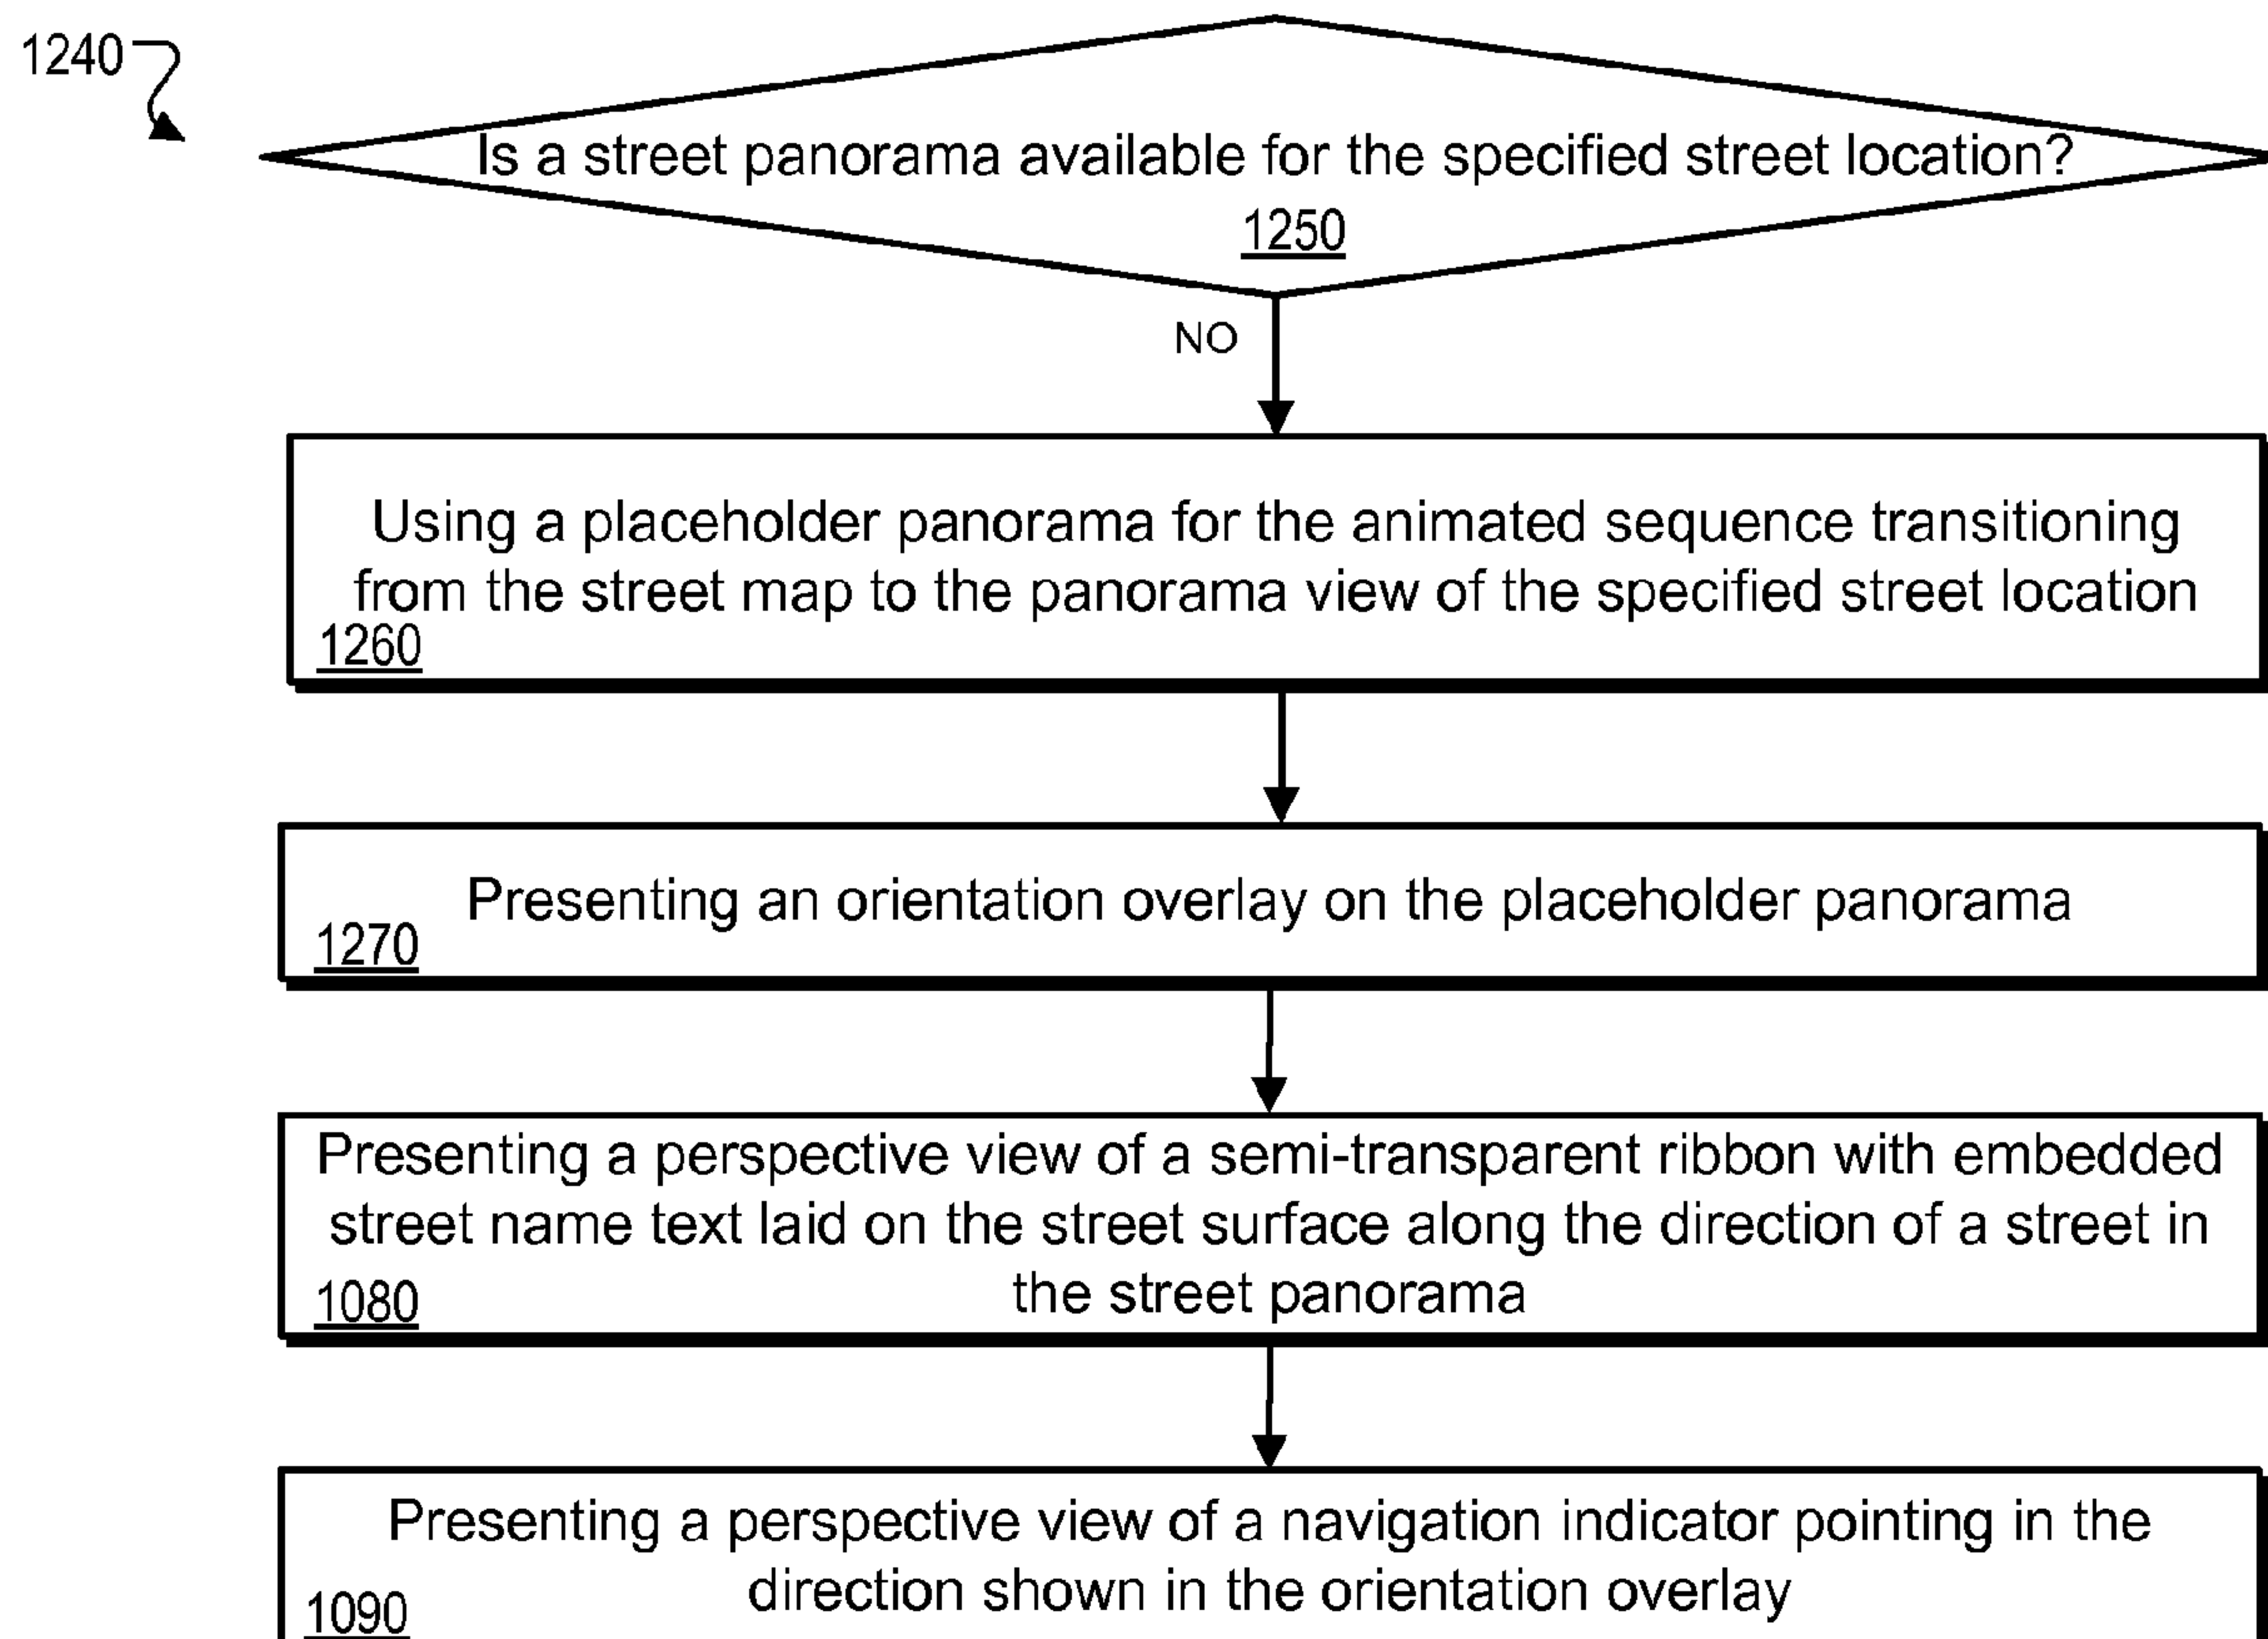 1240
Is a street panorama available for the specified street location?
1250
NO
Using a placeholder panorama for the animated sequence transitioning
from the street map to the panorama view of the specified street location
1260
Presenting an orientation overlay on the placeholder panorama
1270
Presenting a perspective view of a semi-transparent ribbon with embedded
street name text laid on the street surface along the direction of a street in
the street panorama
1080
Presenting a perspective view of a navigation indicator pointing in the
direction shown in the orientation overlay
1090